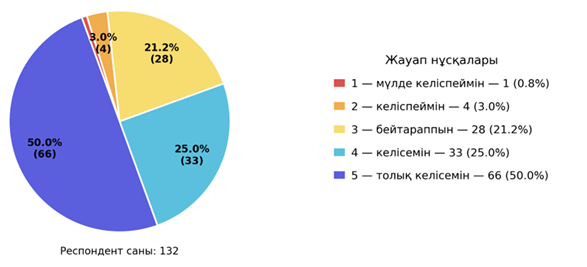 3.0%
(4)
21.2%
(28)
50.0%
(66)
25.0%
(33)
Респондент саны: 132
Жауап нұсқалары
1 — мүлде келіспеймін — 1 (0.8%)
2 — келіспеймін — 4 (3.0%)
3 — бейтараппын — 28 (21.2%)
4 — келісемін — 33 (25.0%)
5 — толық келісемін — 66 (50.0%)